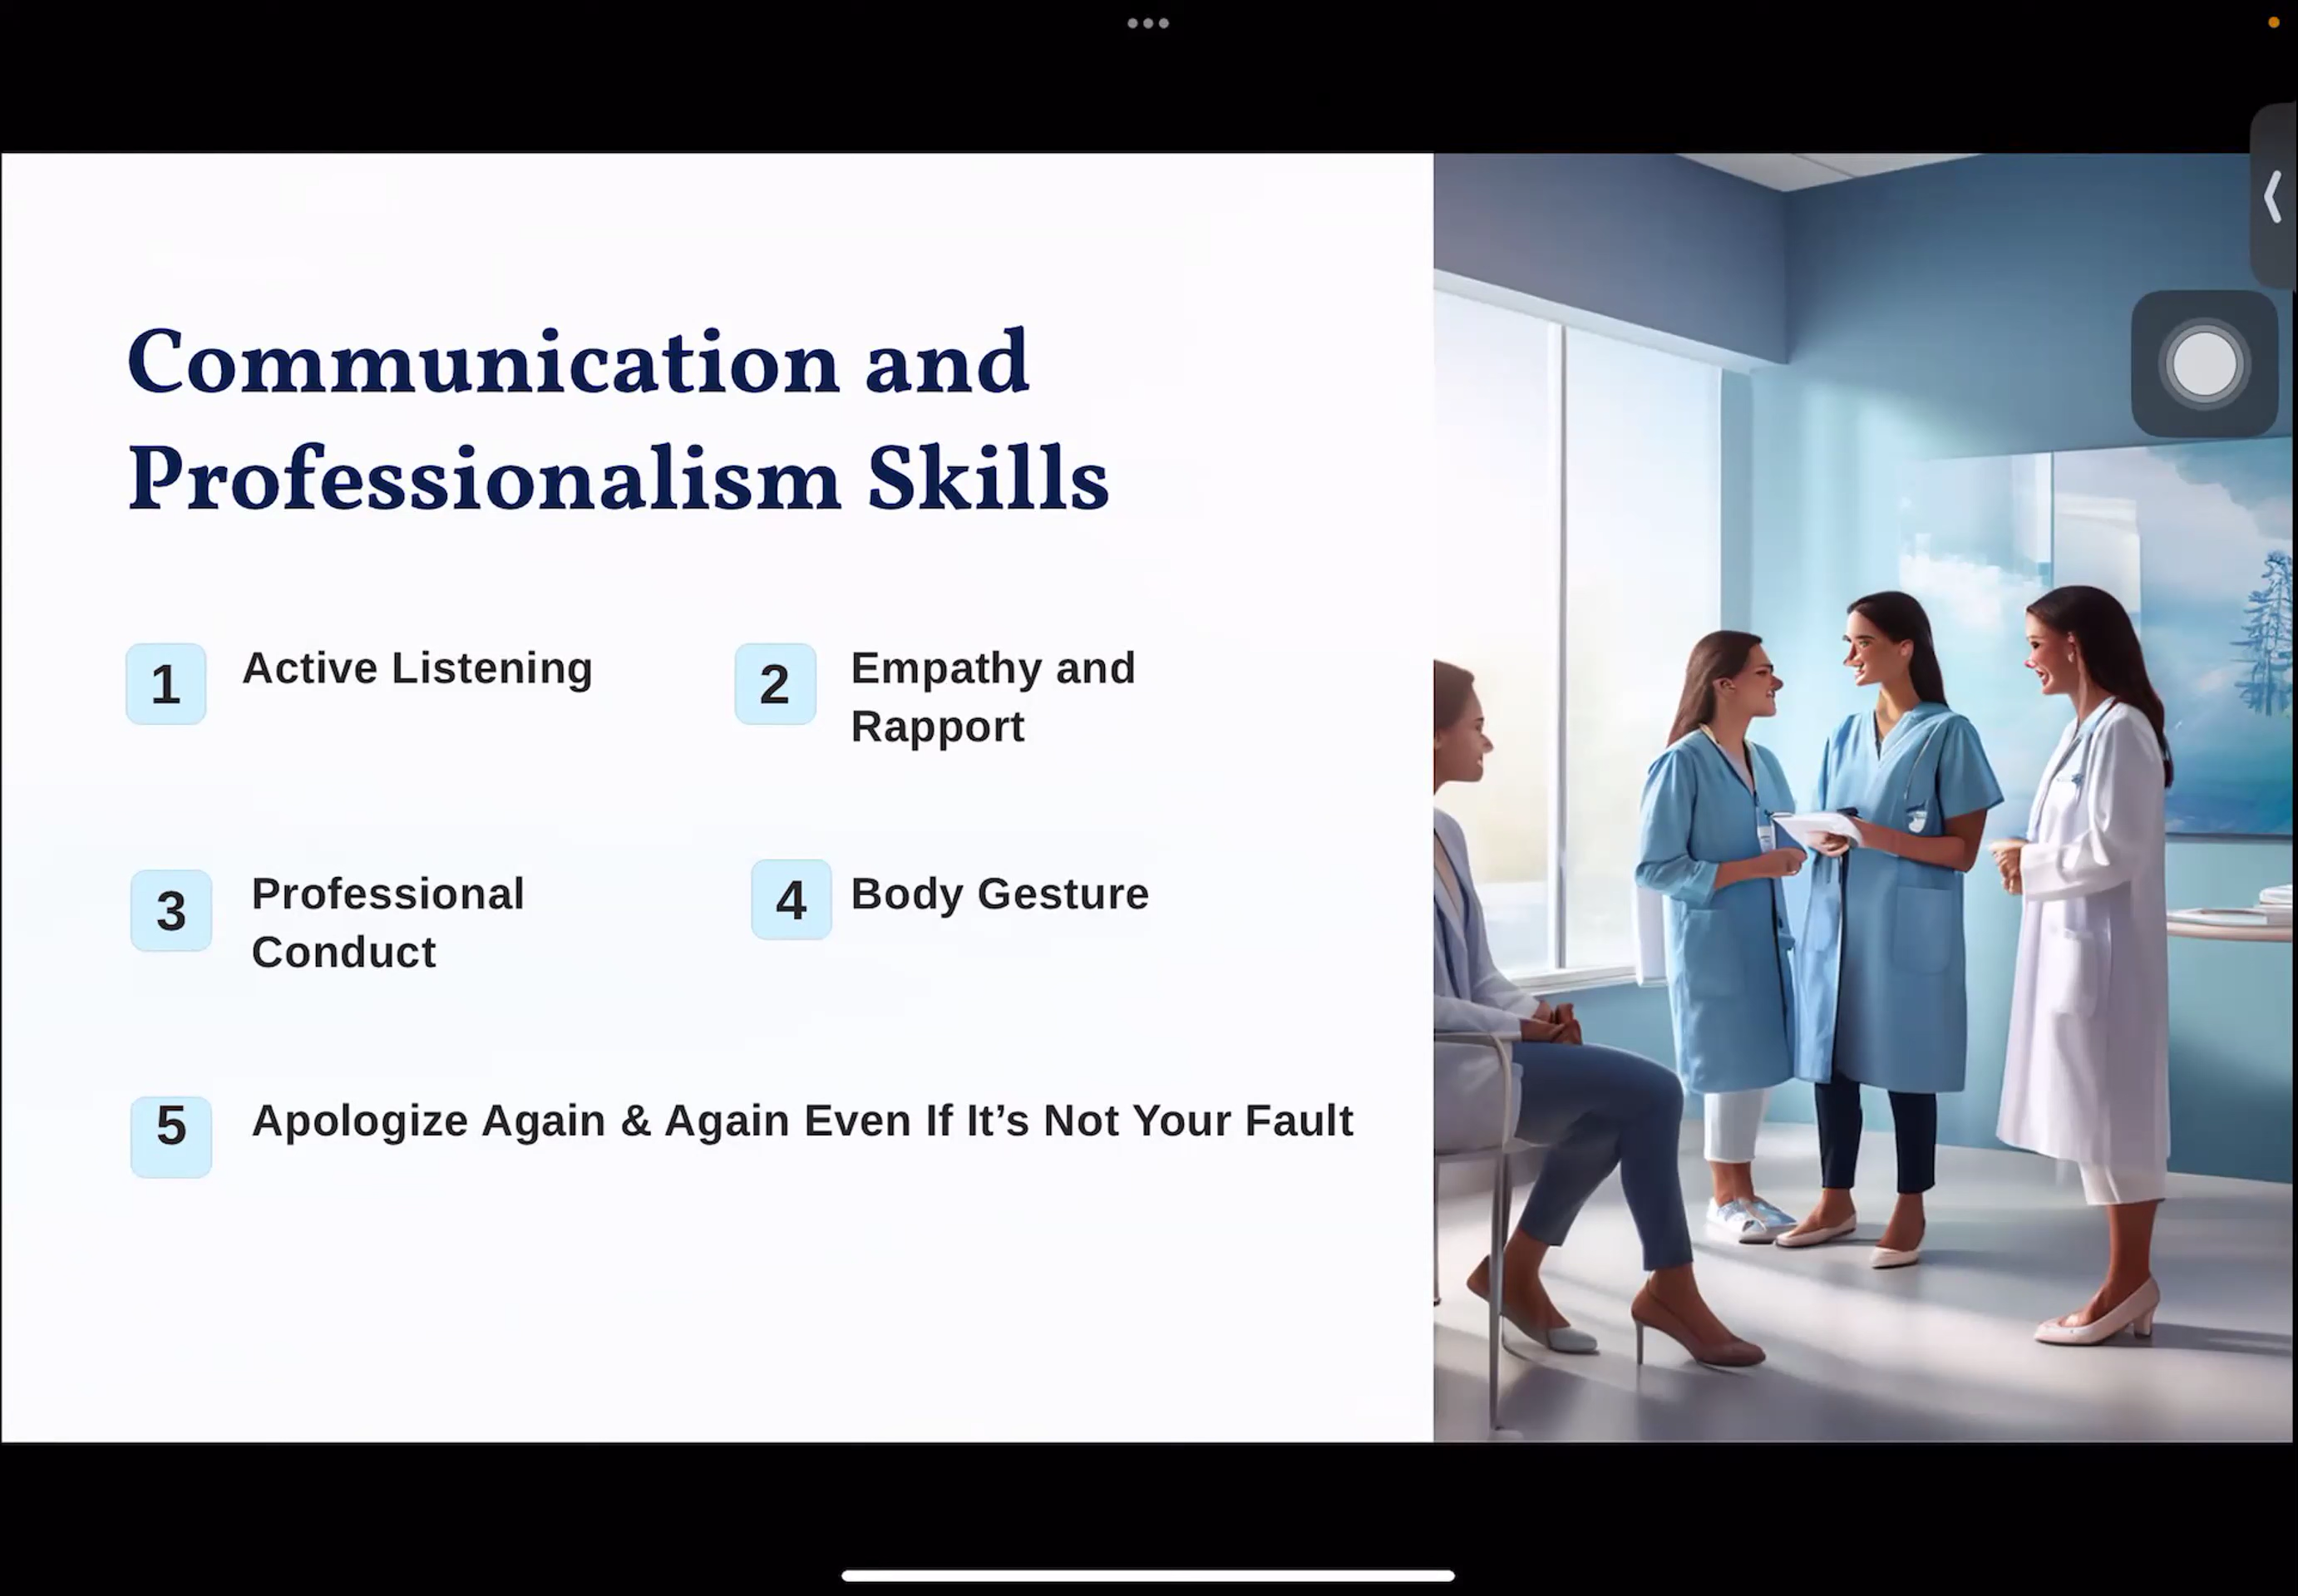 Communication and
Professionalism Skills
1 Active Listening
2 Empathy and
Rapport
3 Professional
Conduct
4 Body Gesture
5 Apologize Again & Again Even If It’s Not Your Fault